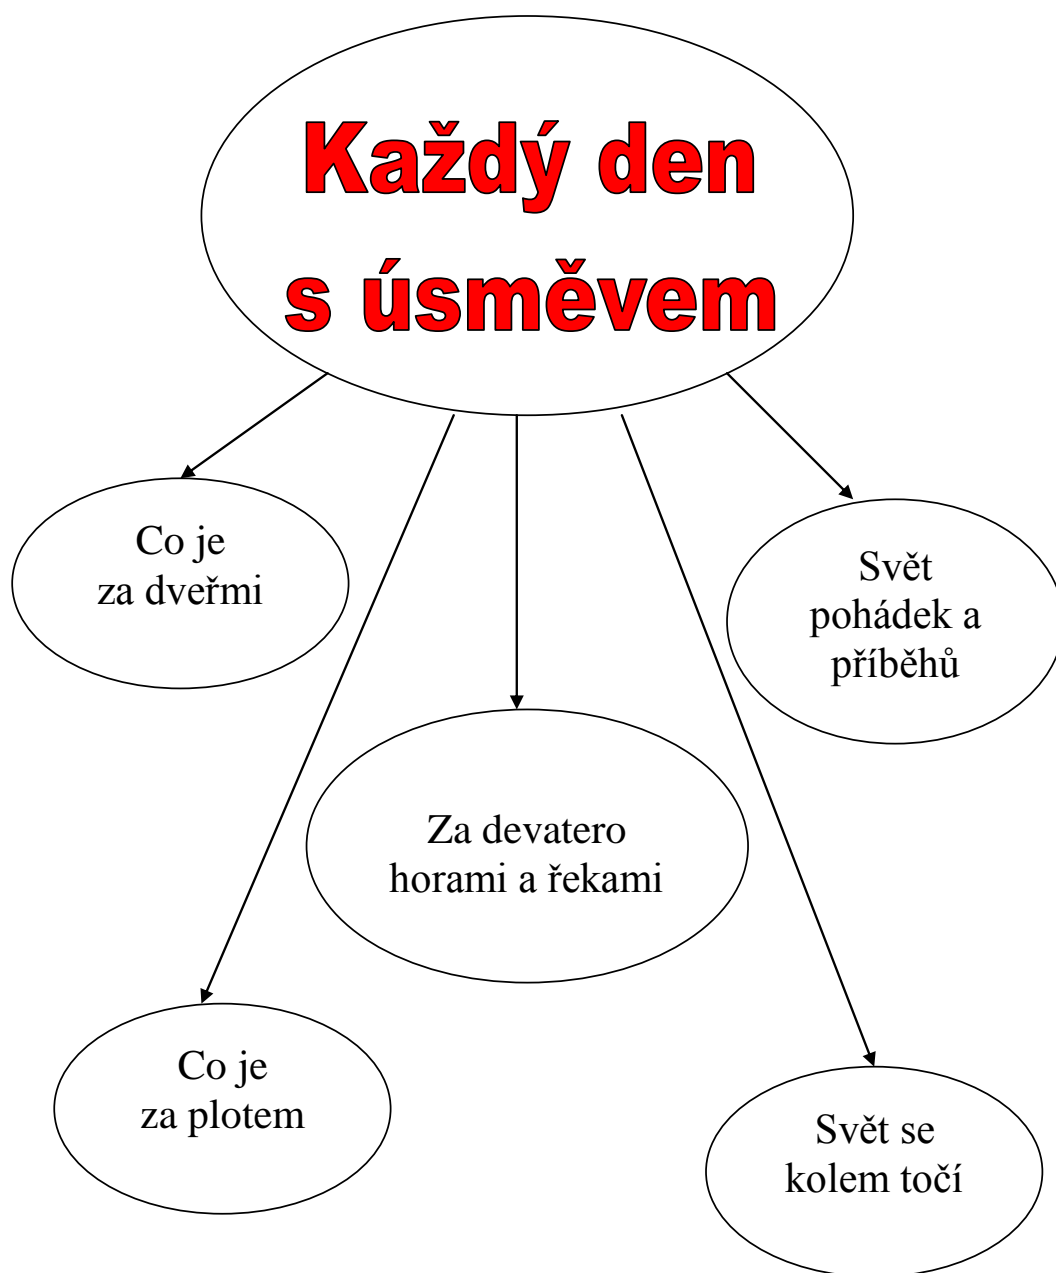 Každý den
s úsměvem
Co je
za dveřmi
Svět
pohádek a
příběhů
Za devatero
horami a řekami
Co je
za plotem
Svět se
kolem točí